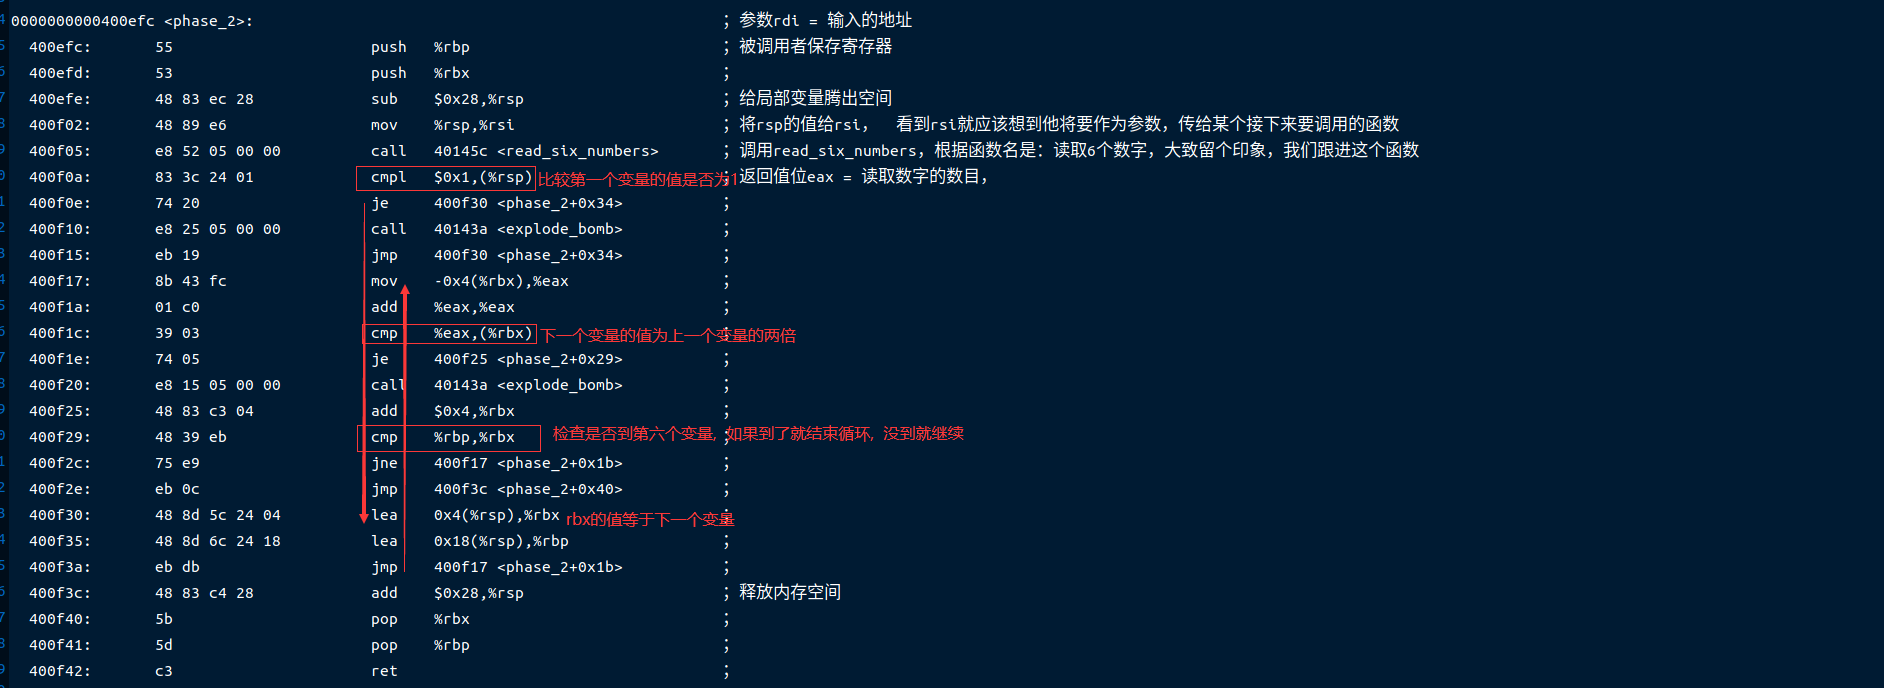 0000000000400efc <phase_2>: ; 参数rdi = 输入的地址
400efc: 55 push %rbp ; 被调用者保存寄存器
400efd: 53 push %rbx ;
400efe: 48 83 ec 28 sub $0x28,%rsp ; 给局部变量腾出空间
400f02: 48 89 e6 mov %rsp,%rsi ; 将rsp的值给rsi， 看到rsi就应该想到他将要作为参数，传给某个接下来要调用的函数
400f05: e8 52 05 00 00 call 40145c <read_six_numbers> ; 调用read_six_numbers，根据函数名是：读取6个数字，大致留个印象，我们跟进这个函数
400f0a: 83 3c 24 01 cmpl $0x1,(%rsp) 比较第一个变量的值是否为1 ; 返回值位eax = 读取数字的数目，
400f0e: 74 20 je 400f30 <phase_2+0x34> ;
400f10: e8 25 05 00 00 call 40143a <explode_bomb> ;
400f15: eb 19 jmp 400f30 <phase_2+0x34> ;
400f17: 8b 43 fc mov -0x4(%rbx),%eax ;
400f1a: 01 c0 add %eax,%eax ;
400f1c: 39 03 cmp %eax,(%rbx) 下一个变量的值为上一个变量的两倍 ;
400f1e: 74 05 je 400f25 <phase_2+0x29> ;
400f20: e8 15 05 00 00 call 40143a <explode_bomb> ;
400f25: 48 83 c3 04 add $0x4,%rbx ;
400f29: 48 39 eb cmp %rbp,%rbx 检查是否到第六个变量，如果到了就结束循环，没到就继续 ;
400f2c: 75 e9 jne 400f17 <phase_2+0x1b> ;
400f2e: eb 0c jmp 400f3c <phase_2+0x40> ;
400f30: 48 8d 5c 24 04 lea 0x4(%rsp),%rbx rbx的值等于下一个变量 ;
400f35: 48 8d 6c 24 18 lea 0x18(%rsp),%rbp ;
400f3a: eb db jmp 400f17 <phase_2+0x1b> ;
400f3c: 48 83 c4 28 add $0x28,%rsp ; 释放内存空间
400f40: 5b pop %rbx ;
400f41: 5d pop %rbp ;
400f42: c3 ret ;